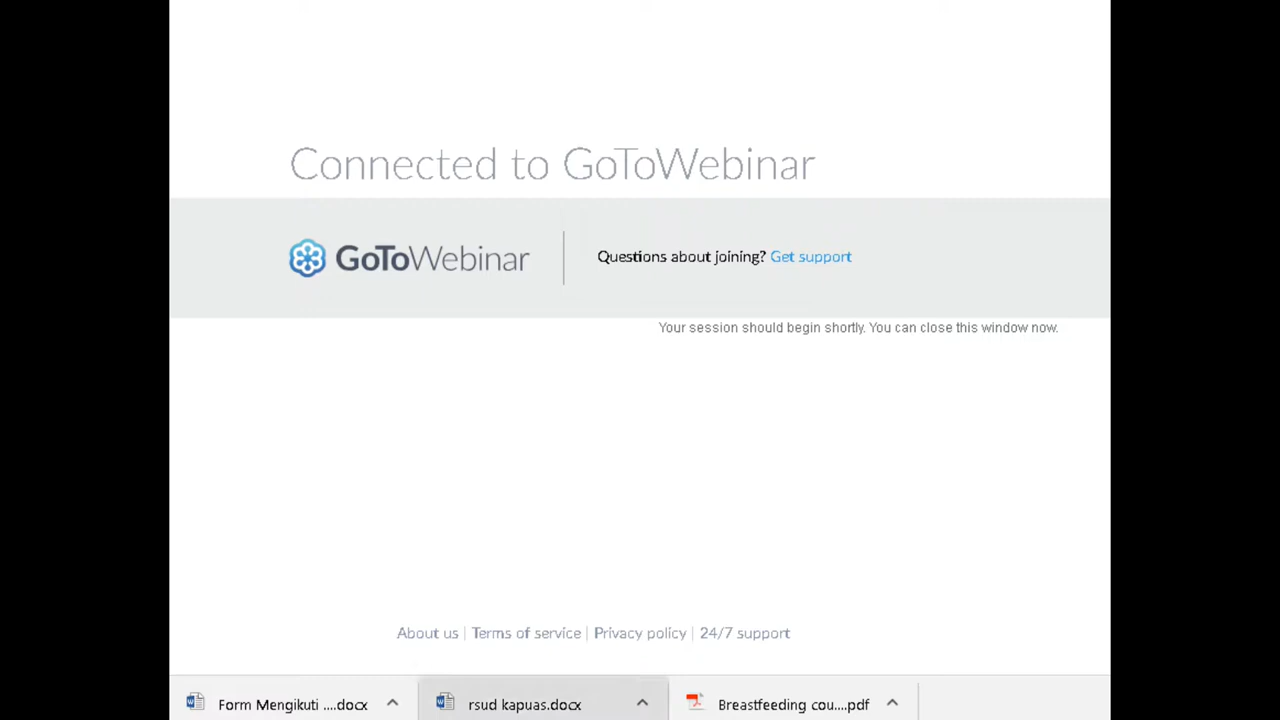 Connected to GoToWebinar
GoToWebinar
Questions about joining? Get support
Your session should begin shortly. You can close this window now.
About us | Terms of service | Privacy policy | 24/7 support
Form Mengikuti ....docx
rsud kapuas.docx
Breastfeeding cou....pdf